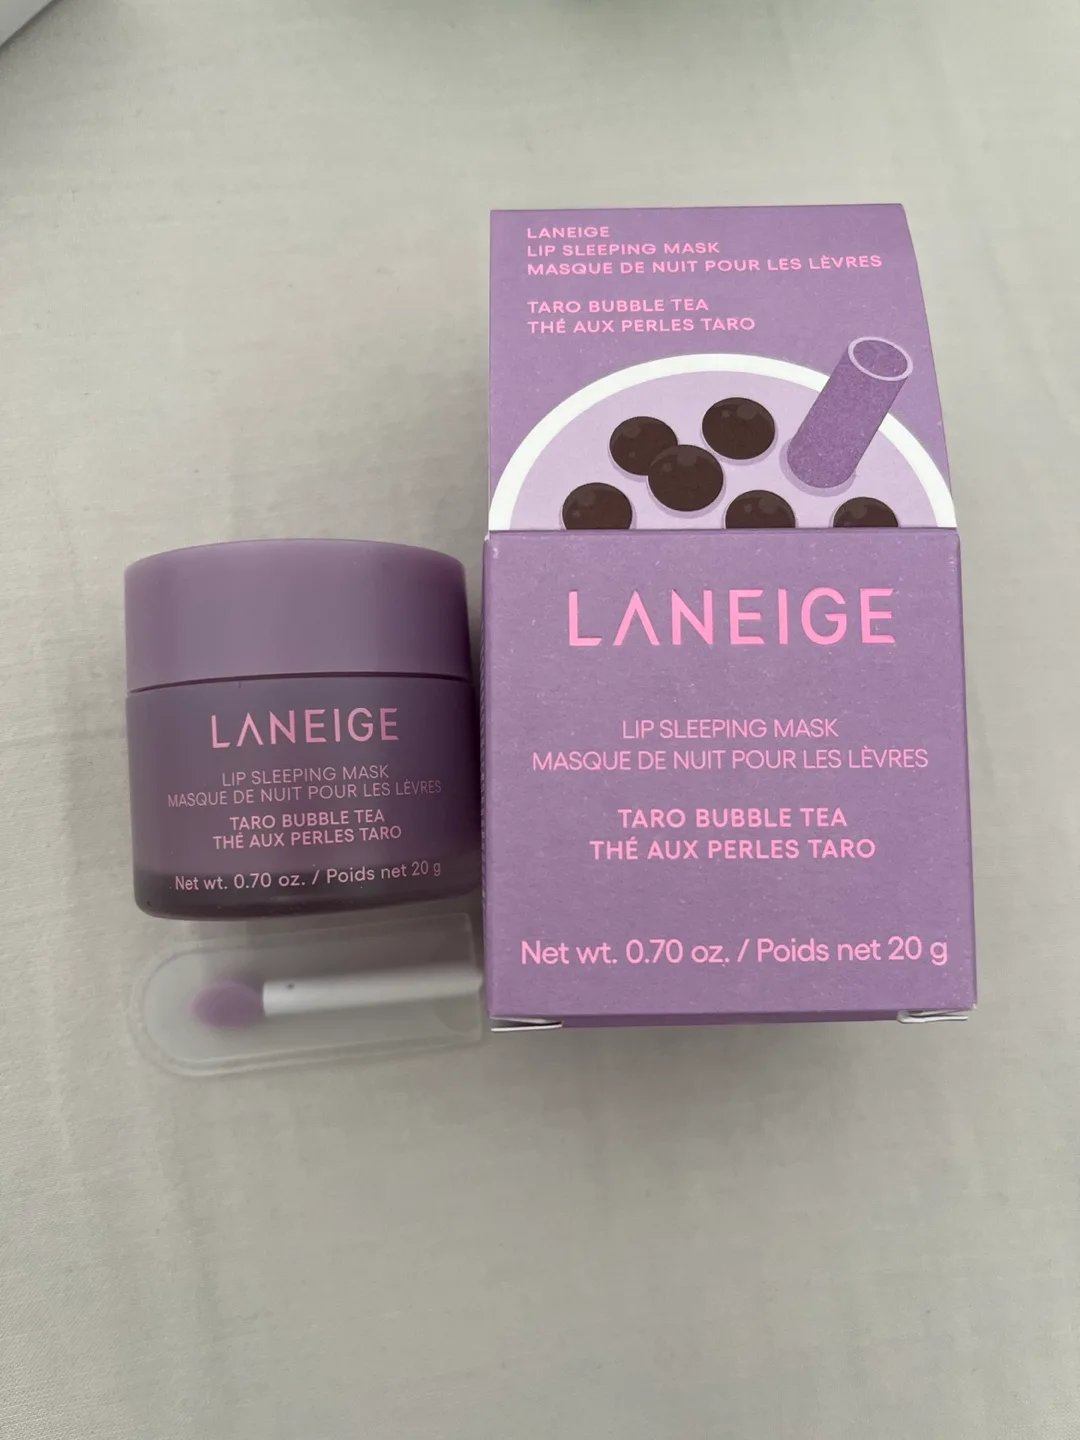 LANEIGE
LIP SLEEPING MASK
MASQUE DE NUIT POUR LES LÈVRES
TARO BUBBLE TEA
THÉ AUX PERLES TARO
LANEIGE
LIP SLEEPING MASK
MASQUE DE NUIT POUR LES LÈVRES
TARO BUBBLE TEA
THÉ AUX PERLES TARO
Net wt. 0.70 oz. / Poids net 20 g
LANEIGE
LIP SLEEPING MASK
MASQUE DE NUIT POUR LES LÈVRES
TARO BUBBLE TEA
THÉ AUX PERLES TARO
Net wt. 0.70 oz. / Poids net 20 g